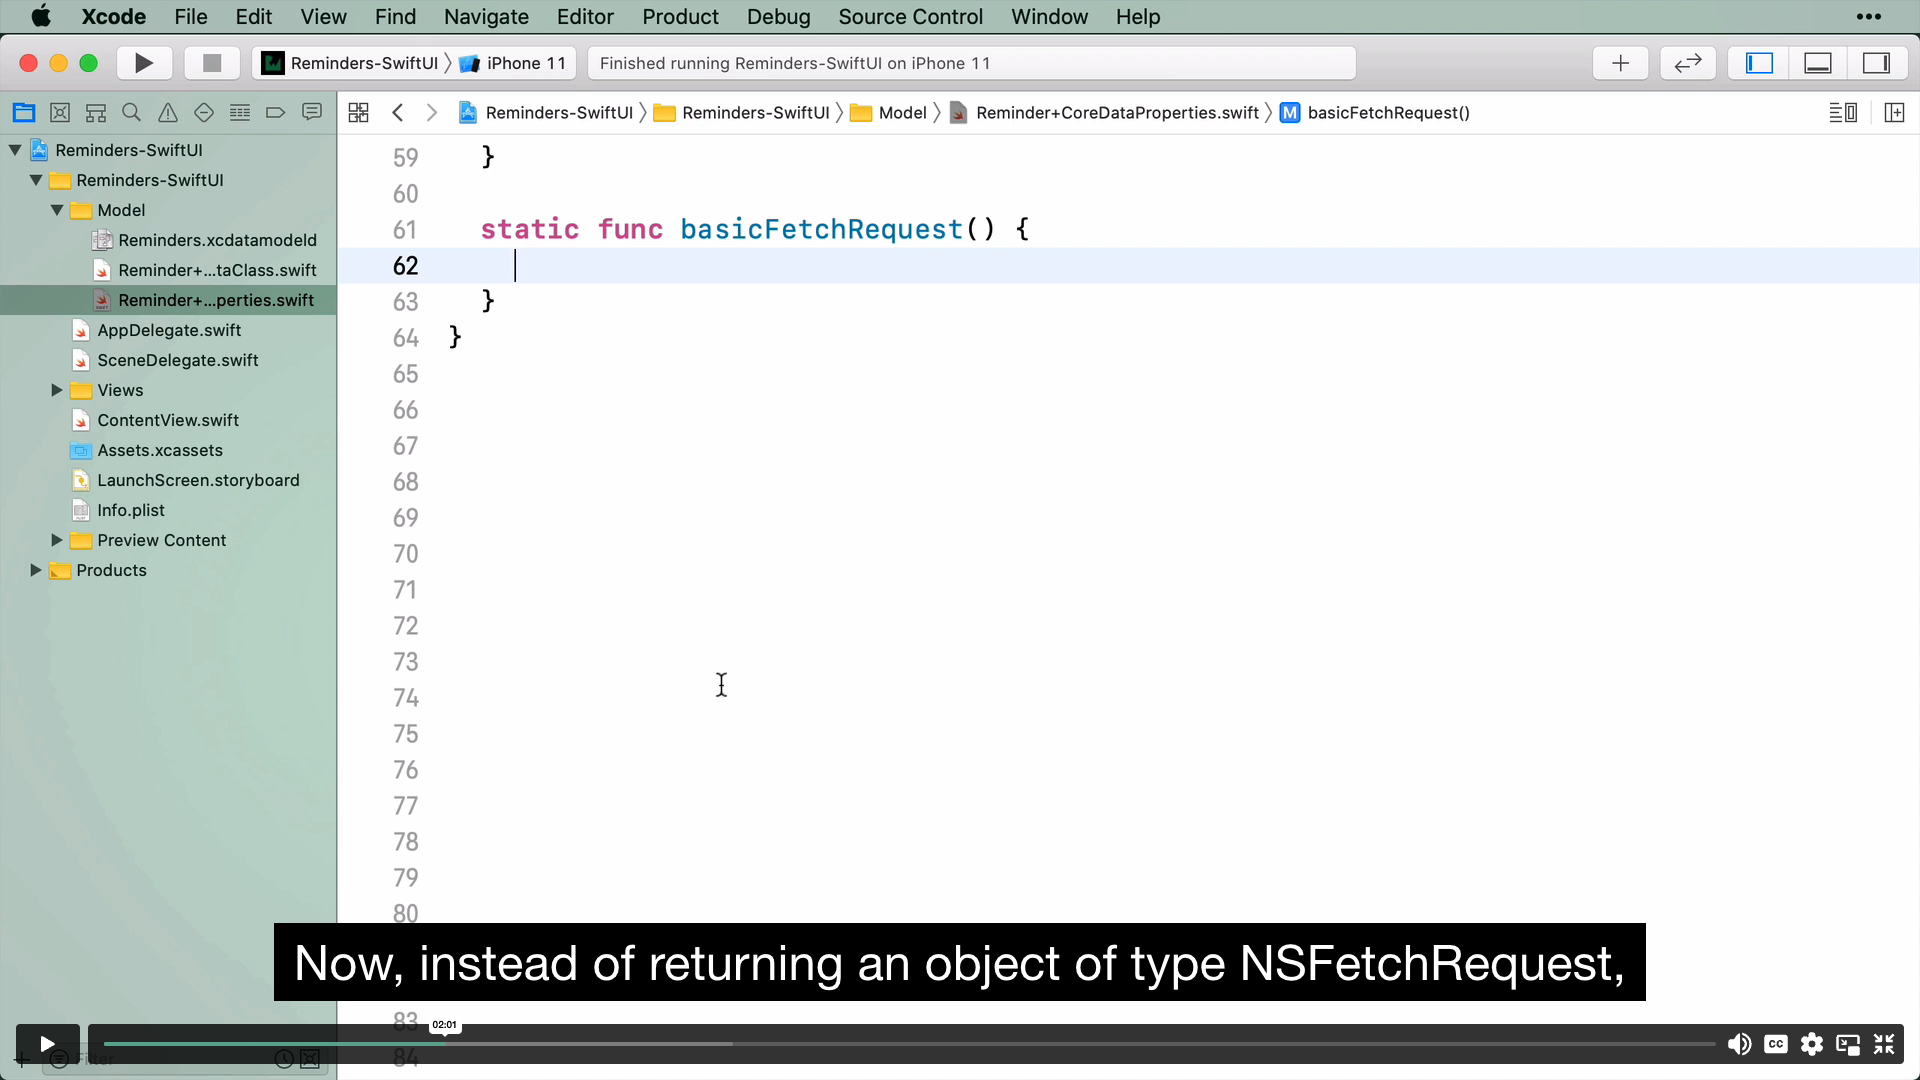 Xcode File Edit View Find Navigate Editor Product Debug Source Control Window Help
Reminders-SwiftUI iPhone 11 Finished running Reminders-SwiftUI on iPhone 11
Reminders-SwiftUI Reminders-SwiftUI Model Reminder+CoreDataProperties.swift M basicFetchRequest()
Reminders-SwiftUI
Reminders-SwiftUI
Model
Reminders.xcdatamodeld
Reminder+...taClass.swift
Reminder+...perties.swift
AppDelegate.swift
SceneDelegate.swift
Views
ContentView.swift
Assets.xcassets
LaunchScreen.storyboard
Info.plist
Preview Content
Products
59 }
60
61 static func basicFetchRequest() {
62
63 }
64 }
65
66
67
68
69
70
71
72
73
74
75
76
77
78
79
80
Now, instead of returning an object of type NSFetchRequest,
83
02:01
CC
Filter
84